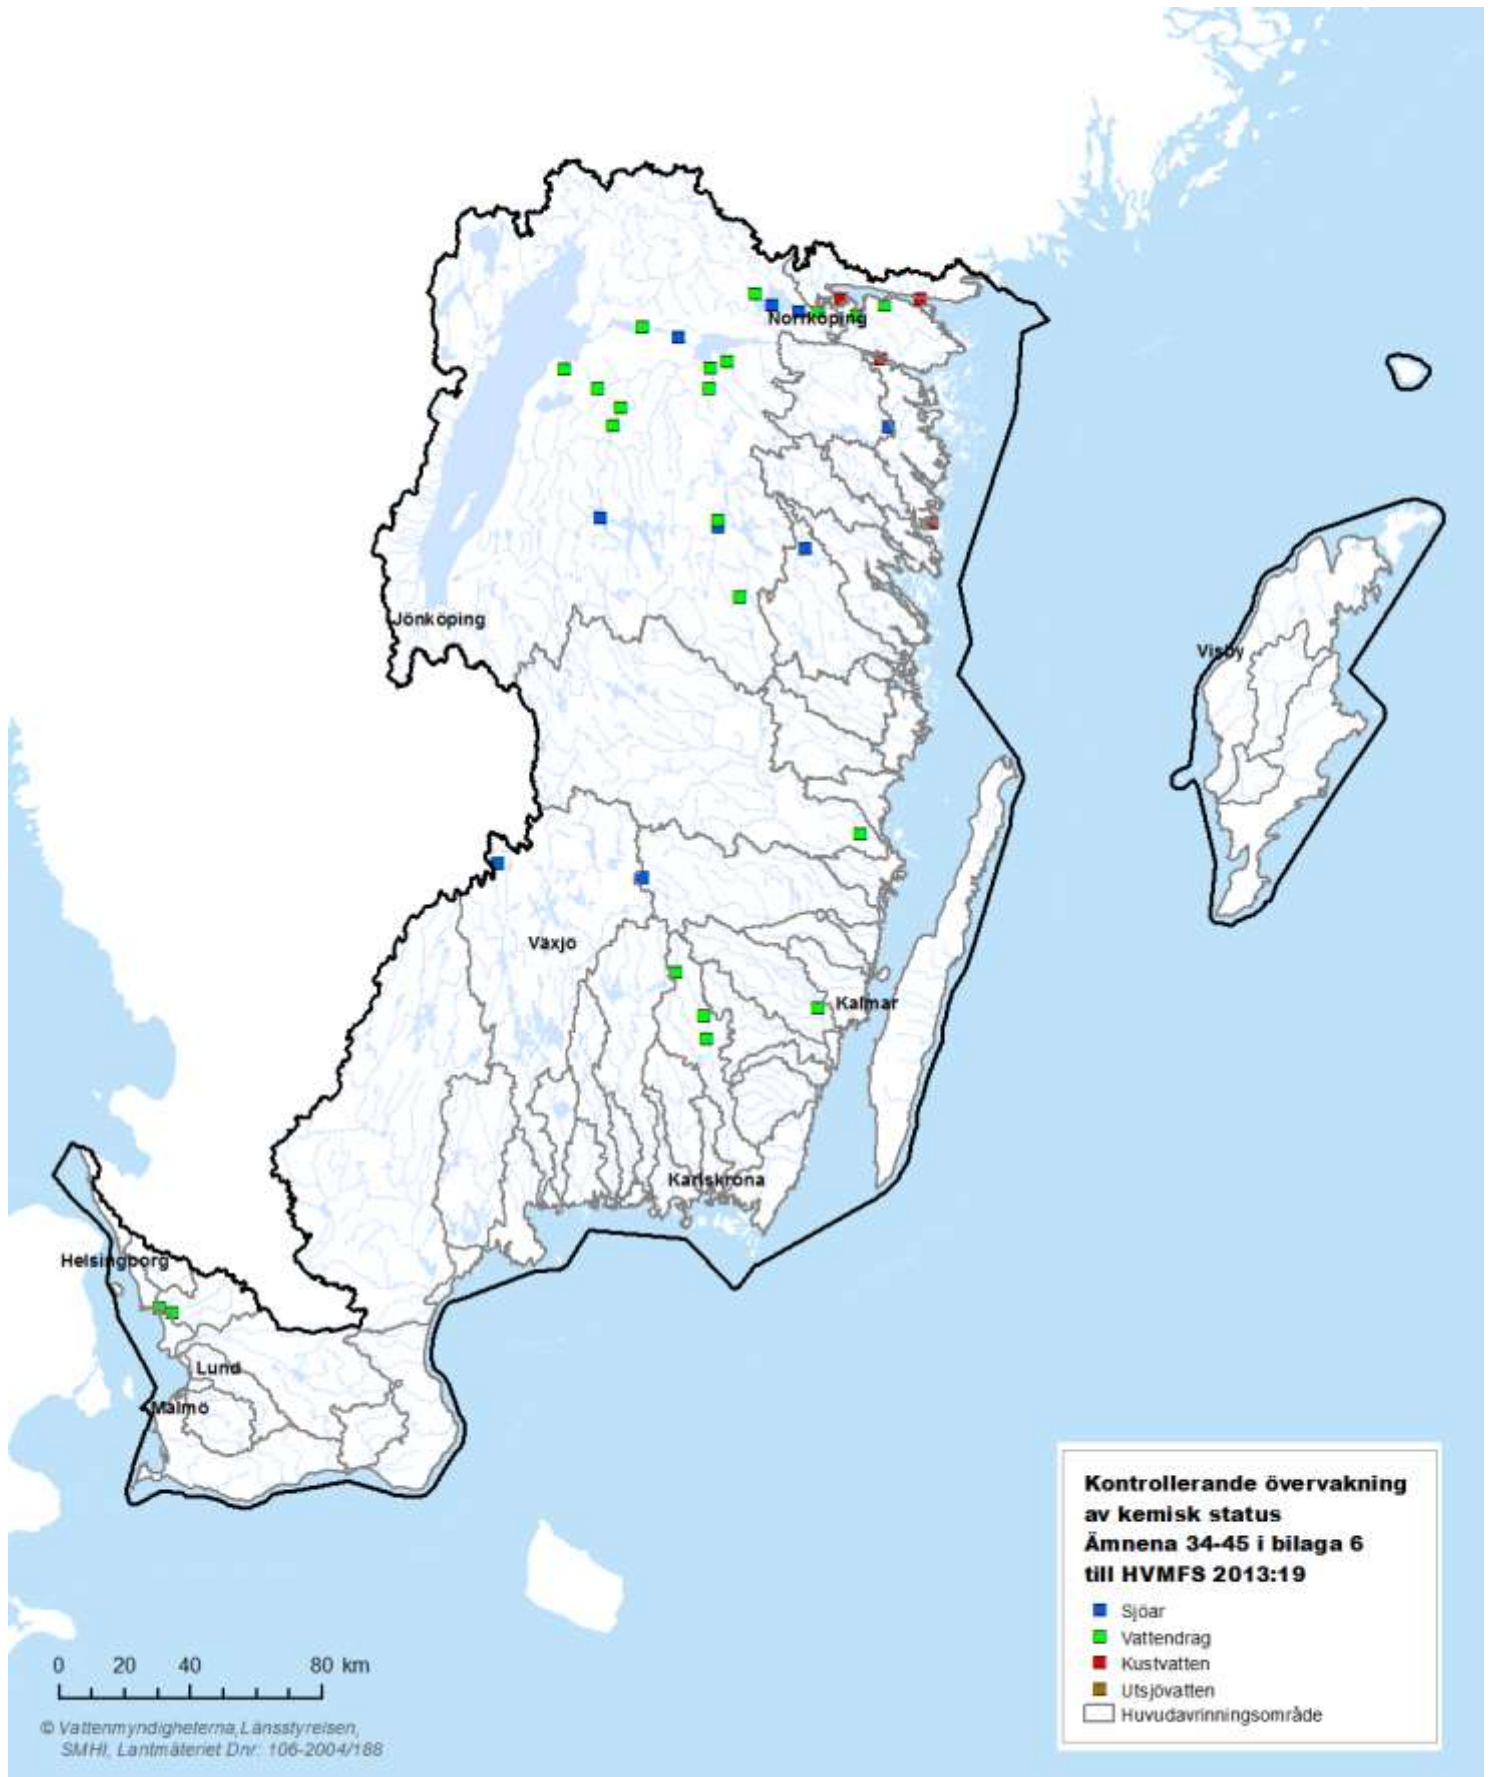 Norrköping
Jönköping
Visby
Växjö
Kalmar
Karlskrona
Helsingborg
Lund
Malmö
Kontrollerande övervakning
av kemisk status
Ämnena 34-45 i bilaga 6
till HVMFS 2013:19
Sjöar
Vattendrag
Kustvatten
Utsjövatten
Huvudavrinningsområde
0 20 40 80 km
© Vattenmyndigheterna,Länsstyrelsen,
SMHI, Lantmäteriet Dnr: 106-2004/188